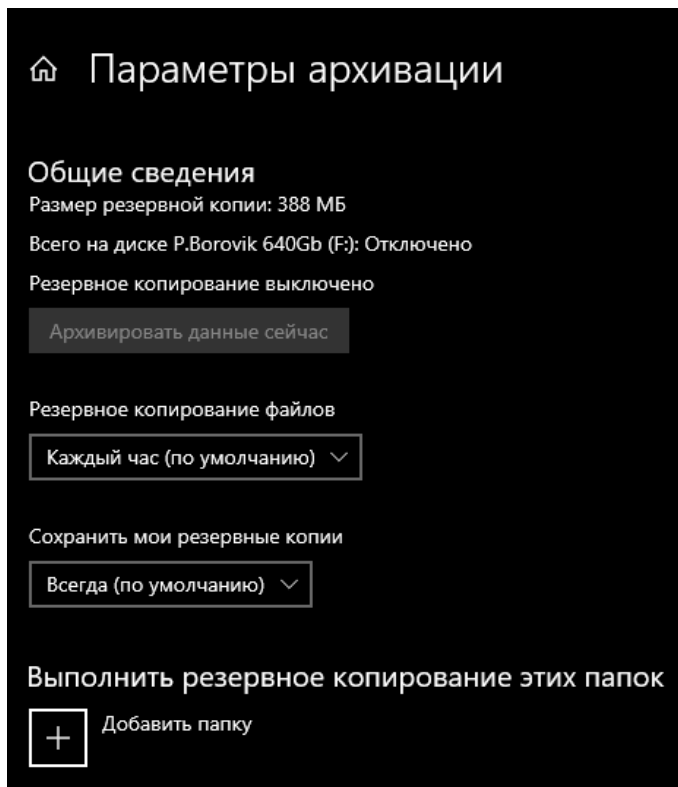 Параметры архивации
Общие сведения
Размер резервной копии: 388 МБ
Всего на диске P.Borovik 640Gb (F:): Отключено
Резервное копирование выключено
Архивировать данные сейчас
Резервное копирование файлов
Каждый час (по умолчанию)
Сохранить мои резервные копии
Всегда (по умолчанию)
Выполнить резервное копирование этих папок
Добавить папку